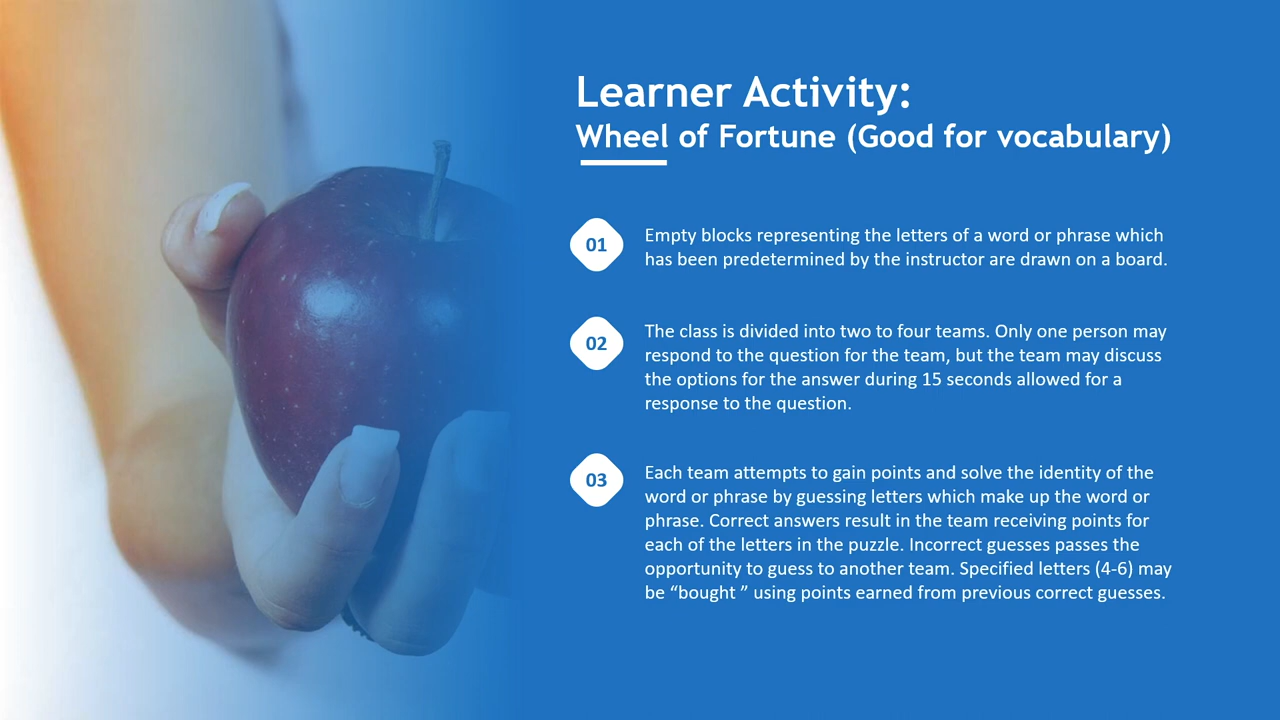 Learner Activity:
Wheel of Fortune (Good for vocabulary)
01
Empty blocks representing the letters of a word or phrase which
has been predetermined by the instructor are drawn on a board.
02
The class is divided into two to four teams. Only one person may
respond to the question for the team, but the team may discuss
the options for the answer during 15 seconds allowed for a
response to the question.
03
Each team attempts to gain points and solve the identity of the
word or phrase by guessing letters which make up the word or
phrase. Correct answers result in the team receiving points for
each of the letters in the puzzle. Incorrect guesses passes the
opportunity to guess to another team. Specified letters (4-6) may
be “bought ” using points earned from previous correct guesses.